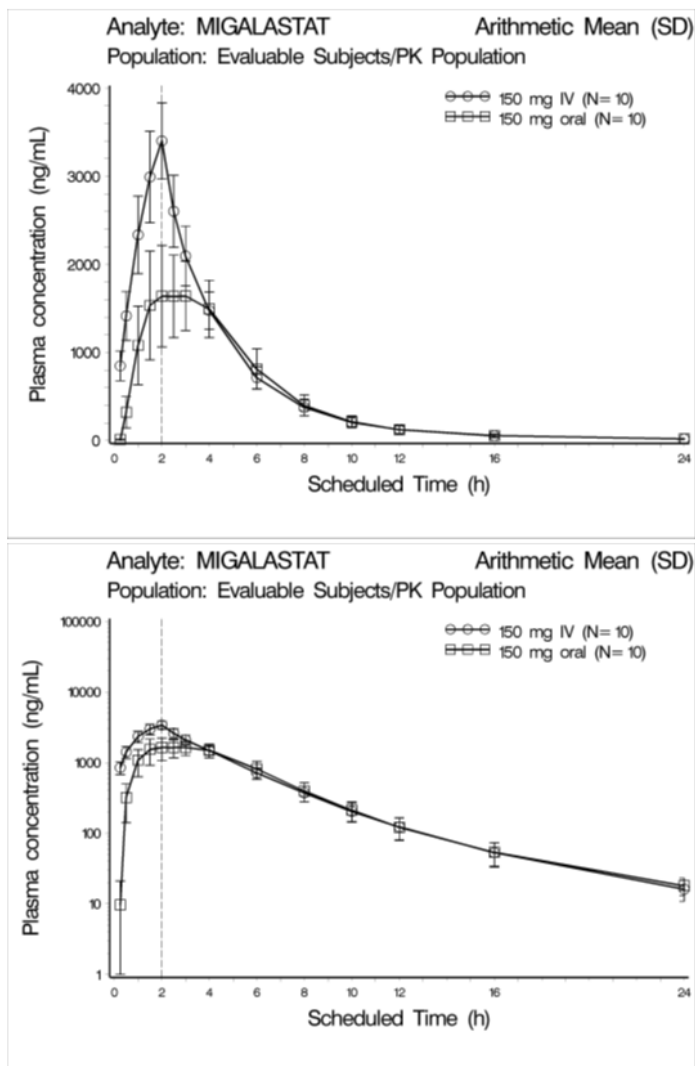 Analyte: MIGALASTAT Arithmetic Mean (SD)
Population: Evaluable Subjects/PK Population
150 mg IV (N= 10)
150 mg oral (N= 10)
Plasma concentration (ng/mL)
4000
3000
2000
1000
0
0 2 4 6 8 10 12 16 24
Scheduled Time (h)
Analyte: MIGALASTAT Arithmetic Mean (SD)
Population: Evaluable Subjects/PK Population
150 mg IV (N= 10)
150 mg oral (N= 10)
Plasma concentration (ng/mL)
100000
10000
1000
100
10
1
0 2 4 6 8 10 12 16 24
Scheduled Time (h)